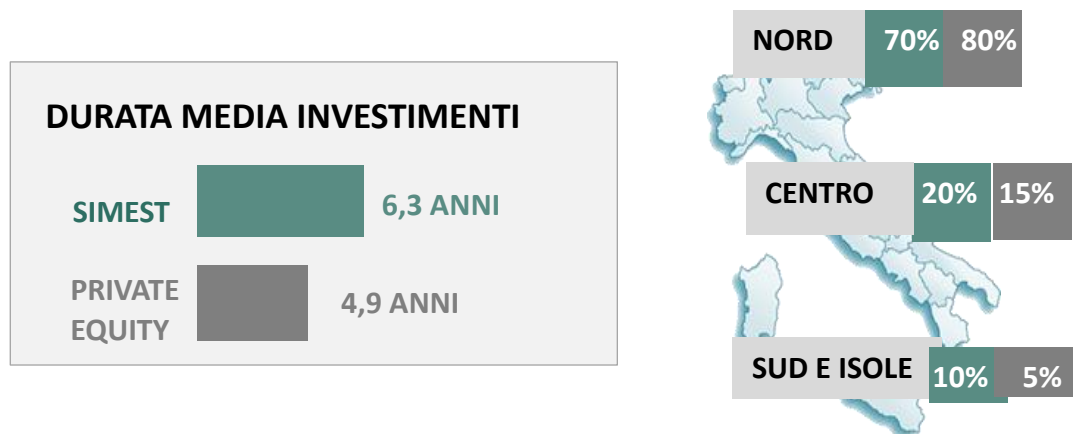 DURATA MEDIA INVESTIMENTI
SIMEST
6,3 ANNI
PRIVATE
EQUITY
4,9 ANNI
NORD 70% 80%
CENTRO 20% 15%
SUD E ISOLE 10% 5%